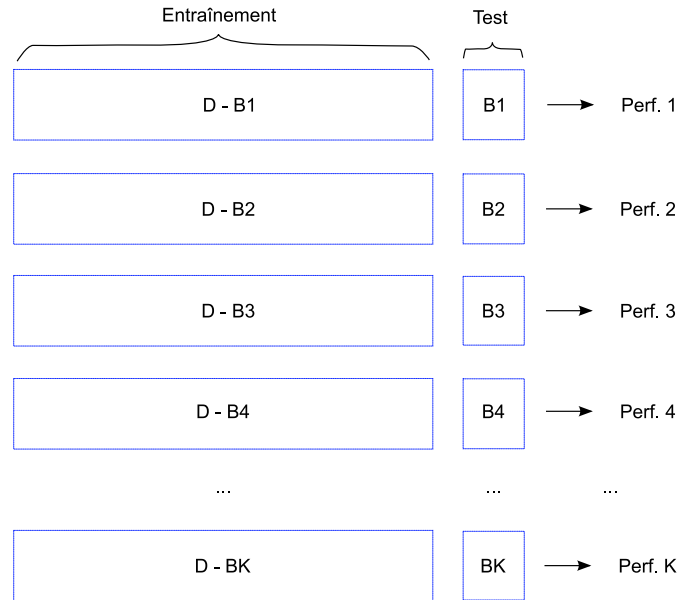 Entraînement Test
D - B1 B1 Perf. 1
D - B2 B2 Perf. 2
D - B3 B3 Perf. 3
D - B4 B4 Perf. 4
... ... ...
D - BK BK Perf. K